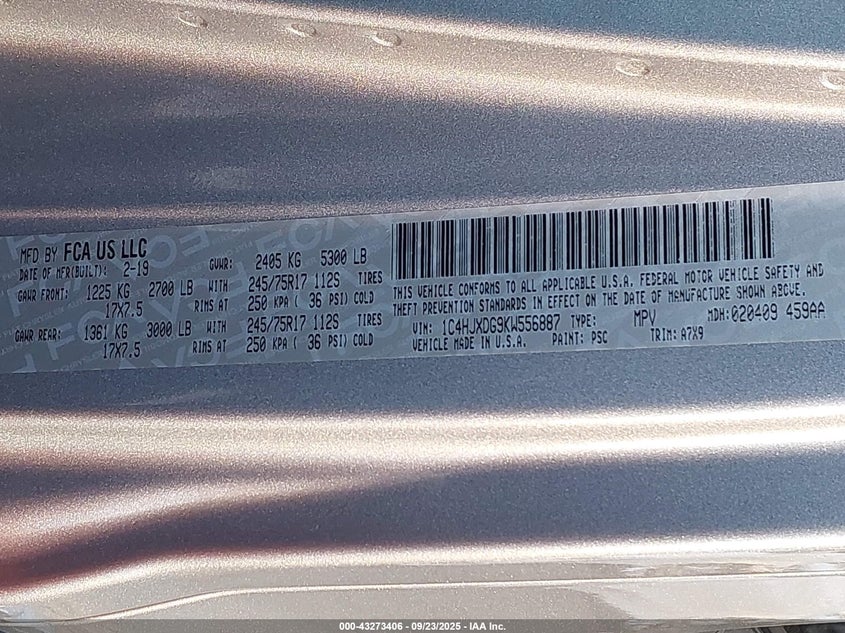 MFD BY FCA US LLC
DATE OF MFR(BUILT): 2-19 GVWR: 2405 KG 5300 LB
GAWR FRONT: 1225 KG 2700 LB WITH 245/75R17 112S TIRES
17X7.5 RIMS AT 250 KPA ( 36 PSI) COLD
GAWR REAR: 1361 KG 3000 LB WITH 245/75R17 112S TIRES
17X7.5 RIMS AT 250 KPA ( 36 PSI) COLD
THIS VEHICLE CONFORMS TO ALL APPLICABLE U.S.A. FEDERAL MOTOR VEHICLE SAFETY AND
THEFT PREVENTION STANDARDS IN EFFECT ON THE DATE OF MANUFACTURE SHOWN ABOVE.
VIN: 1C4HJXDG9KW556887 TYPE: MPV MDH: 020409 459AA
VEHICLE MADE IN U.S.A. PAINT: PSC TRIM: A7X9
000-43273406 - 09/23/2025 - IAA Inc.